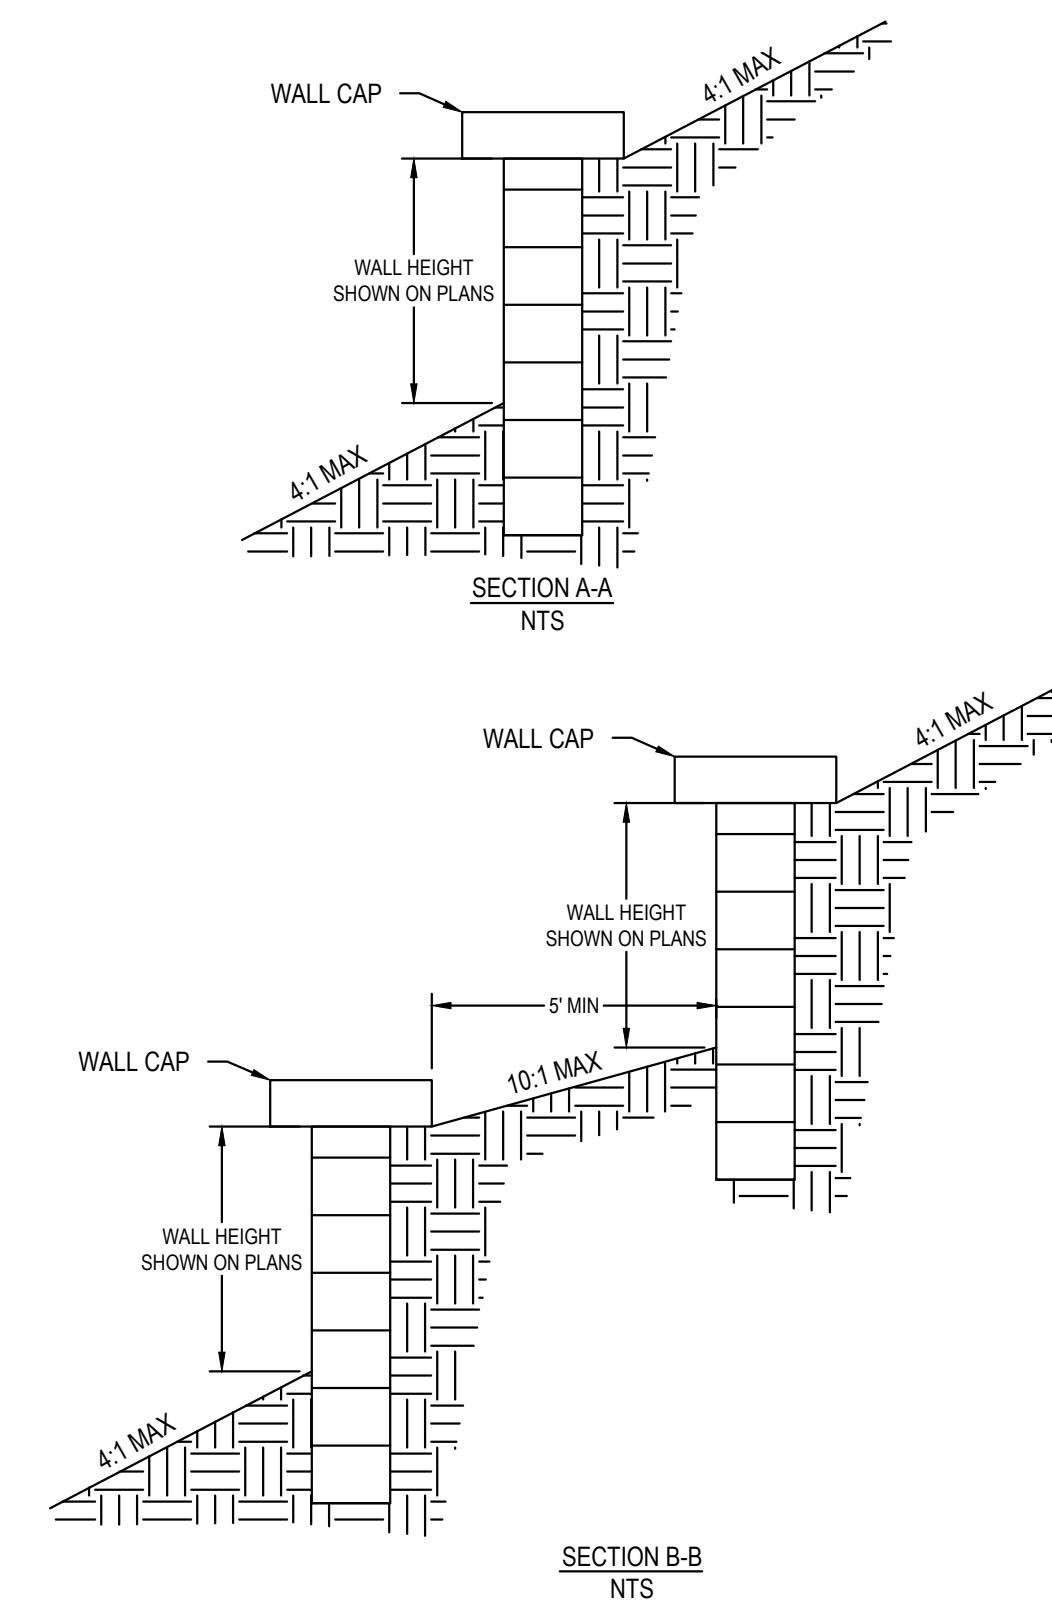 4:1 MAX
WALL CAP
WALL HEIGHT
SHOWN ON PLANS
4:1 MAX
SECTION A-A
NTS
4:1 MAX
WALL CAP
WALL HEIGHT
SHOWN ON PLANS
5' MIN
WALL CAP
10:1 MAX
WALL HEIGHT
SHOWN ON PLANS
4:1 MAX
SECTION B-B
NTS